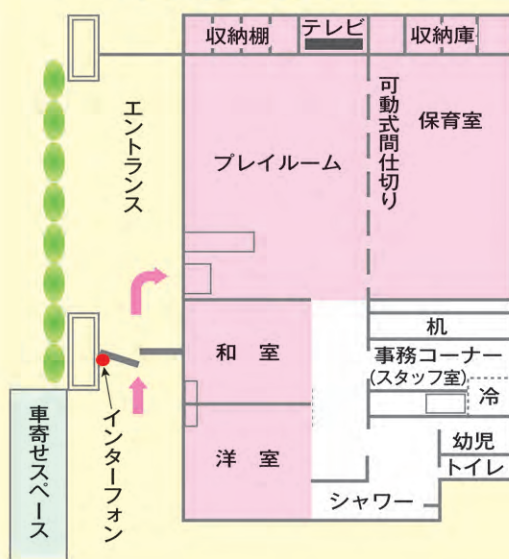 収納棚
テレビ
収納庫
エントランス
プレイルーム
可動式間仕切り
保育室
和室
机
事務コーナー
(スタッフ室)
冷
洋室
幼児
トイレ
シャワー
インターフォン
車寄せスペース